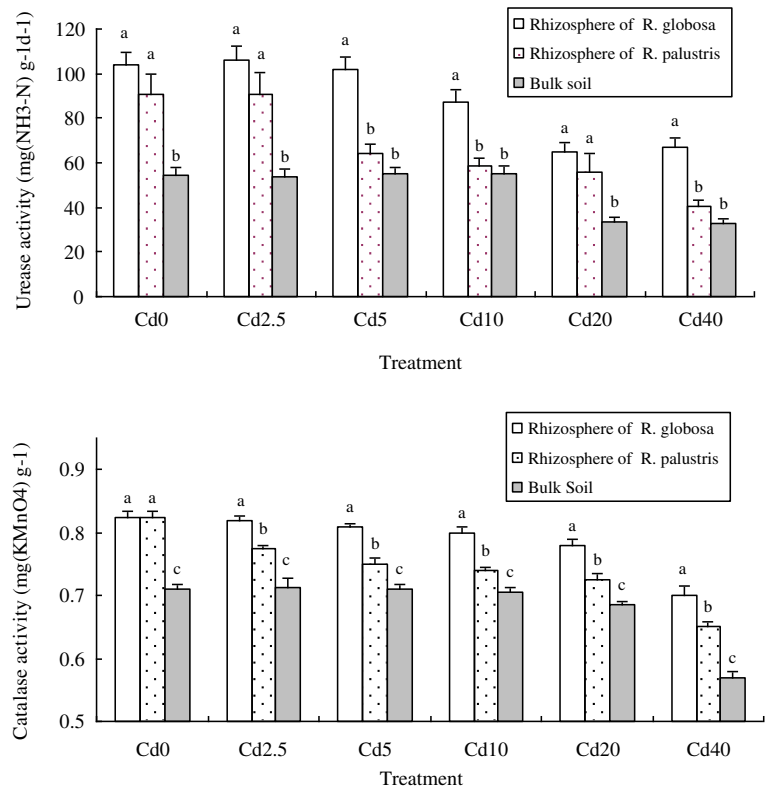 Urease activity (mg(NH3-N) g-1d-1)
120
100
80
60
40
20
0
Rhizosphere of R. globosa
Rhizosphere of R. palustris
Bulk soil
a a b
a a b
a b b
a b b
a a b
a b b
Cd0 Cd2.5 Cd5 Cd10 Cd20 Cd40
Treatment
Catalase activity (mg(KMnO4) g-1)
0.9
0.8
0.7
0.6
0.5
Rhizosphere of R. globosa
Rhizosphere of R. palustris
Bulk Soil
a a c
a b c
a b c
a b c
a b c
a b c
Cd0 Cd2.5 Cd5 Cd10 Cd20 Cd40
Treatment